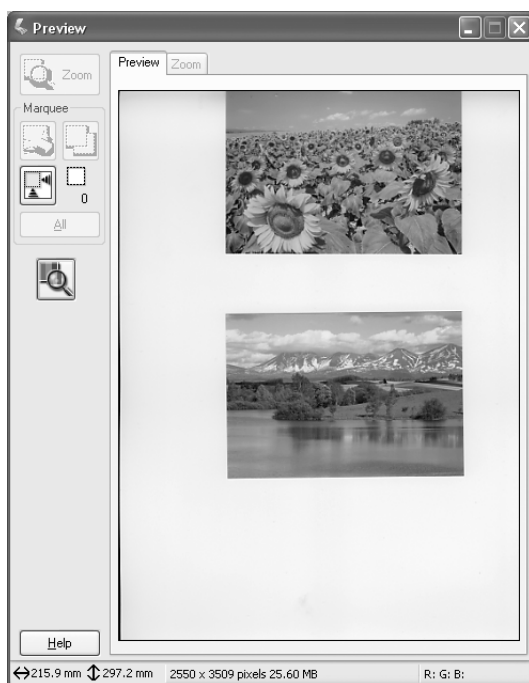 Preview
Zoom
Marquee
0
All
Preview
Zoom
Help
215.9 mm 297.2 mm 2550 x 3509 pixels 25.60 MB R: G: B: